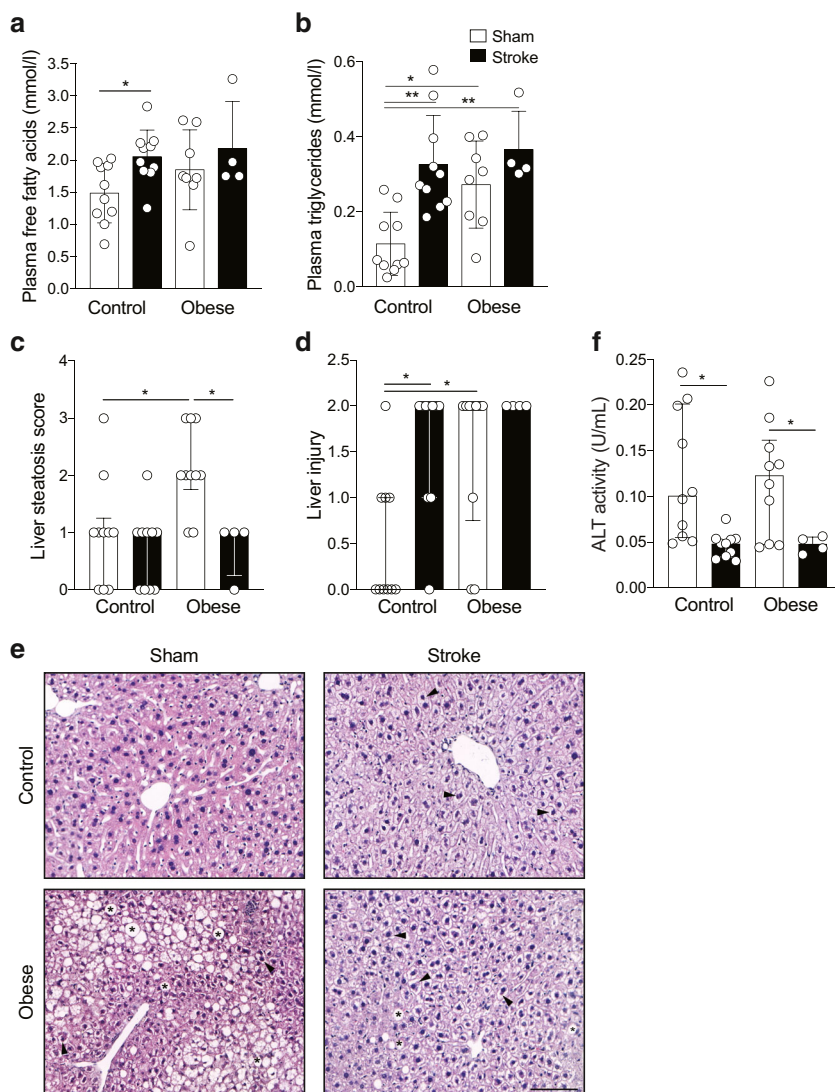 a
Plasma free fatty acids (mmol/l)
3.5
3.0
2.5
2.0
1.5
1.0
0.5
0.0
*
Control Obese
b
Sham
Stroke
Plasma triglycerides (mmol/l)
0.6
0.4
0.2
0.0
*
** **
Control Obese
c
Liver steatosis score
4
3
2
1
0
* *
Control Obese
d
Liver injury
2.5
2.0
1.5
1.0
0.5
0.0
* *
Control Obese
f
ALT activity (U/mL)
0.25
0.20
0.15
0.10
0.05
0.00
* *
Control Obese
e
Sham Stroke
Control
Obese
* * * * *
* * *